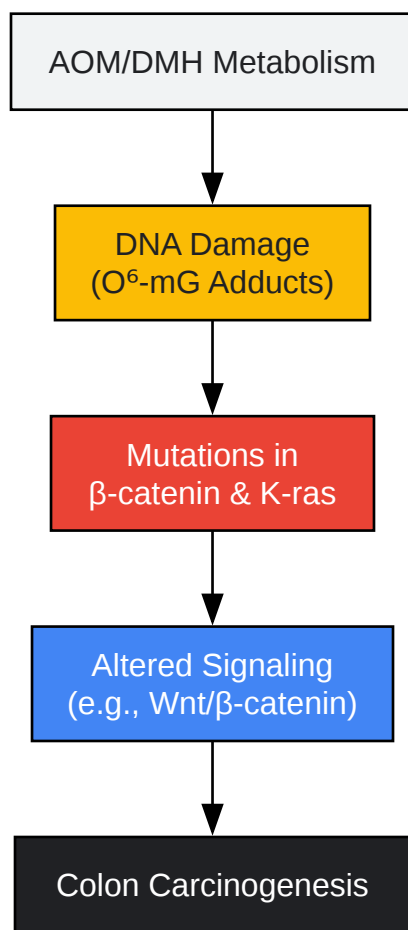 AOM/DMH Metabolism
DNA Damage
(O⁶-mG Adducts)
Mutations in
β-catenin & K-ras
Altered Signaling
(e.g., Wnt/β-catenin)
Colon Carcinogenesis